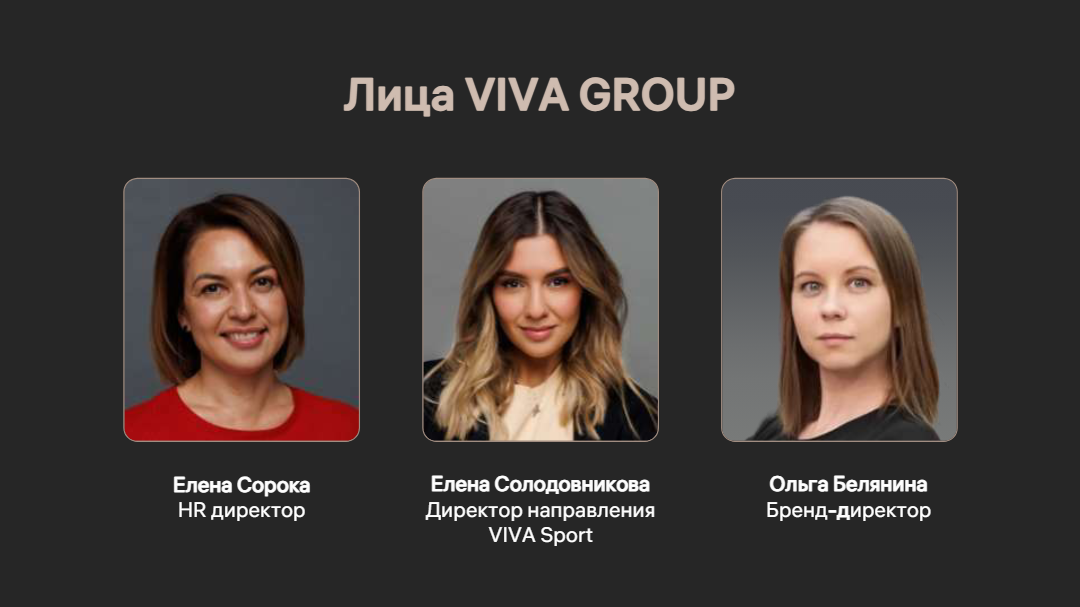 Лица VIVA GROUP
Елена Сорока
HR директор
Елена Солодовникова
Директор направления
VIVA Sport
Ольга Белянина
Бренд-директор